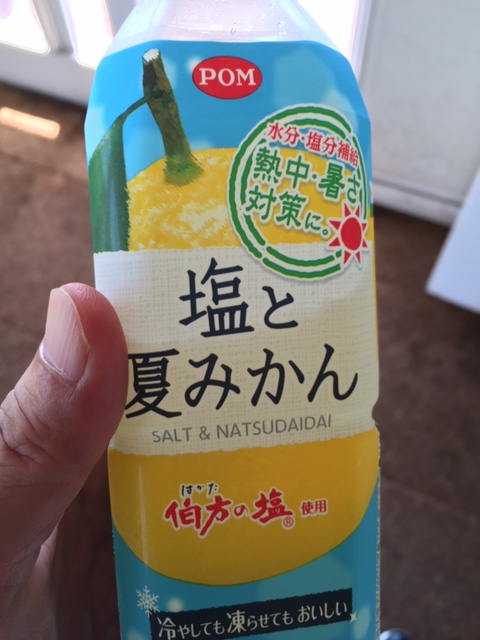 POM
水分・塩分補給
熱中・暑さ
対策に。
塩と
夏みかん
SALT & NATSUDAIDAI
はかた
伯方の塩® 使用
冷やしても凍らせてもおいしい